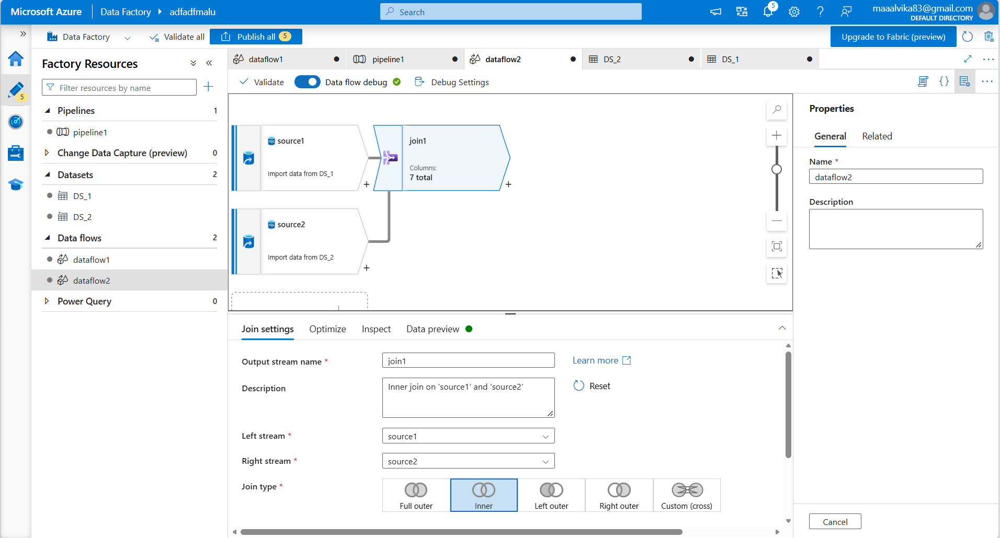 Microsoft Azure
Data Factory
adfadfmalu
Search
5
maaalvika83@gmail.com
DEFAULT DIRECTORY
Data Factory
Validate all
Publish all
5
Upgrade to Fabric (preview)
5
Factory Resources
Filter resources by name
Pipelines 1
pipeline1
Change Data Capture (preview) 0
Datasets 2
DS_1
DS_2
Data flows 2
dataflow1
dataflow2
Power Query 0
dataflow1
pipeline1
dataflow2
DS_2
DS_1
Validate
Data flow debug
Debug Settings
source1
Import data from DS_1
+
join1
Columns:
7 total
+
SQL
source2
Import data from DS_2
+
Join settings
Optimize
Inspect
Data preview
Output stream name *
join1
Learn more
Description
Inner join on 'source1' and 'source2'
Reset
Left stream *
source1
Right stream *
source2
Join type *
Full outer
Inner
Left outer
Right outer
Custom (cross)
Properties
General
Related
Name *
dataflow2
Description
Cancel